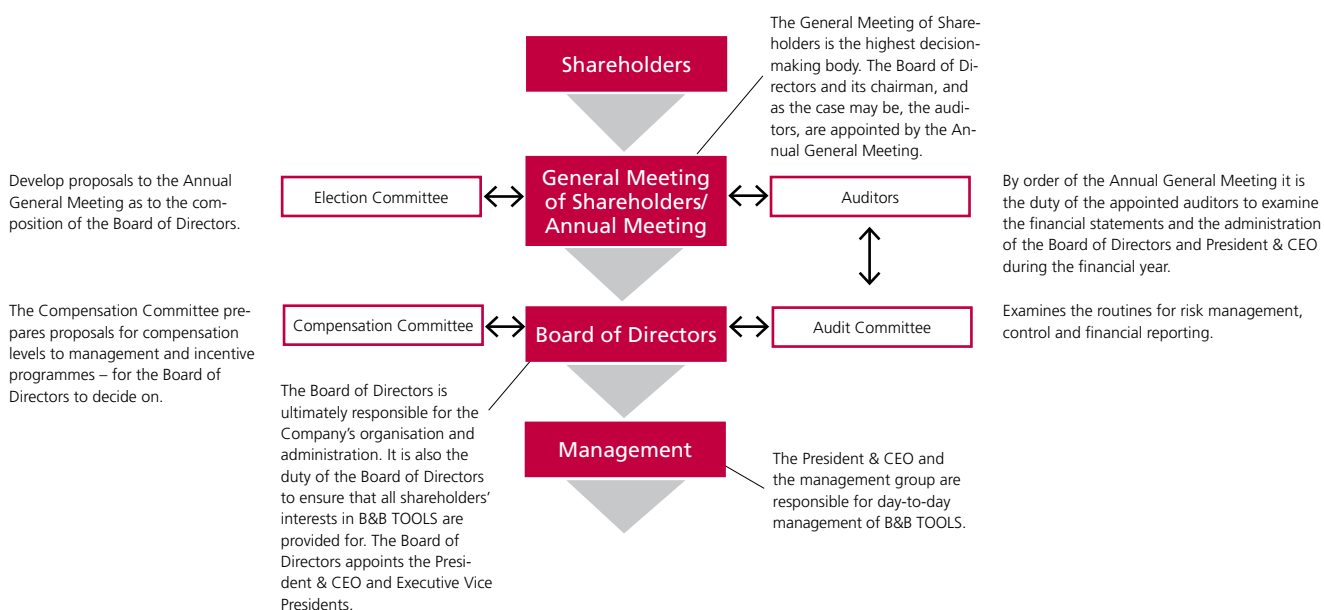 The General Meeting of Share-
holders is the highest decision-
making body. The Board of Di-
rectors and its chairman, and
as the case may be, the audi-
tors, are appointed by the An-
nual General Meeting.
Shareholders
Develop proposals to the Annual
General Meeting as to the com-
position of the Board of Directors.
Election Committee
General Meeting
of Shareholders/
Annual Meeting
Auditors
By order of the Annual General Meeting it is
the duty of the appointed auditors to examine
the financial statements and the administration
of the Board of Directors and President & CEO
during the financial year.
The Compensation Committee pre-
pares proposals for compensation
levels to management and incentive
programmes – for the Board of
Directors to decide on.
Compensation Committee
Board of Directors
Audit Committee
Examines the routines for risk management,
control and financial reporting.
The Board of Directors is
ultimately responsible for the
Company's organisation and
administration. It is also the
duty of the Board of Directors
to ensure that all shareholders'
interests in B&B TOOLS are
provided for. The Board of
Directors appoints the Presi-
dent & CEO and Executive Vice
Presidents.
Management
The President & CEO and
the management group are
responsible for day-to-day
management of B&B TOOLS.